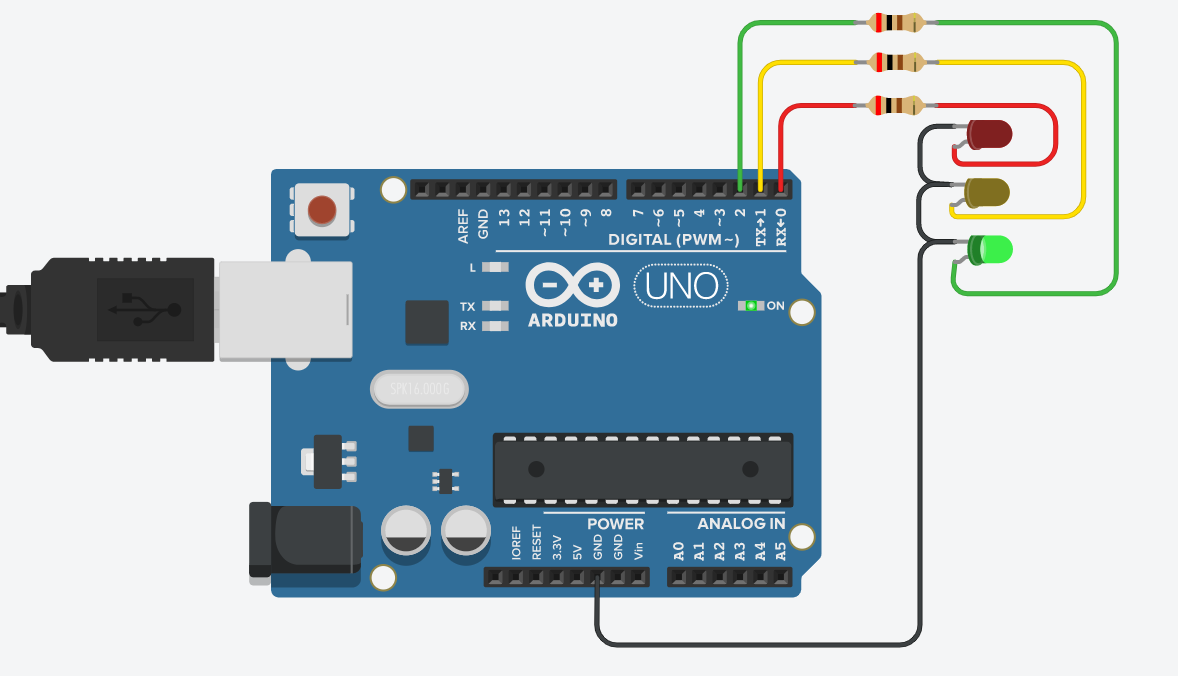 AREF
GND
13
12
~11
~10
~9
8
7
~6
~5
4
~3
2
TX→1
RX←0
DIGITAL (PWM~)
L
TX
RX
UNO
ARDUINO
ON
SPK16.000G
POWER
ANALOG IN
IOREF
RESET
3.3V
5V
GND
GND
Vin
A0
A1
A2
A3
A4
A5